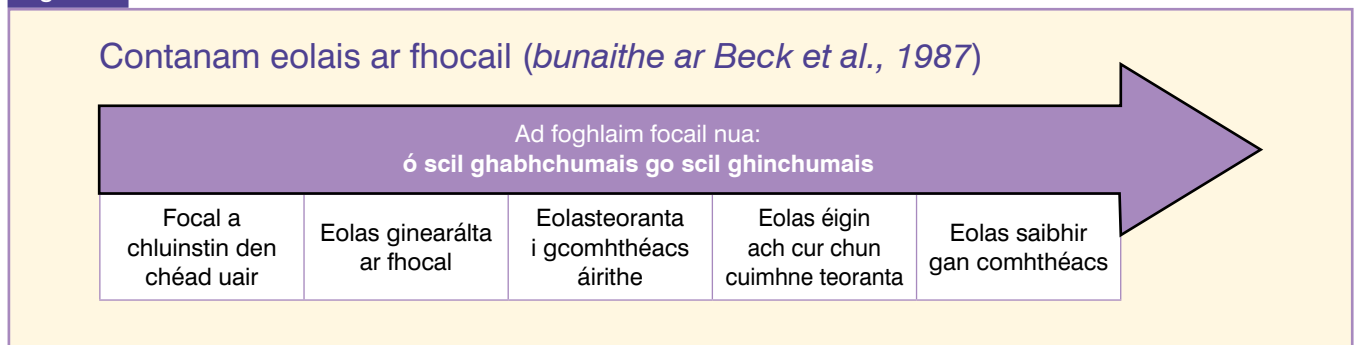 Contanam eolais ar fhocail (bunaithe ar Beck et al., 1987)
Ad foghlaim focail nua:
ó scil ghabhchumais go scil ghinchumais
Focal a
chluinstin den
chéad uair
Eolas ginearálta
ar fhocal
Eolasteoranta
i gcomhthéacs
áirithe
Eolas éigin
ach cur chun
cuimhne teoranta
Eolas saibhir
gan comhthéacs